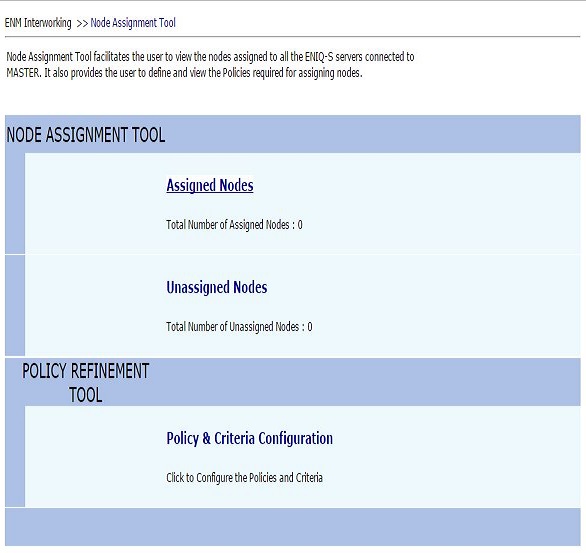 ENM Interworking >> Node Assignment Tool
Node Assignment Tool facilitates the user to view the nodes assigned to all the ENIQ-S servers connected to
MASTER. It also provides the user to define and view the Policies required for assigning nodes.
NODE ASSIGNMENT TOOL
Assigned Nodes
Total Number of Assigned Nodes : 0
Unassigned Nodes
Total Number of Unassigned Nodes : 0
POLICY REFINEMENT
TOOL
Policy & Criteria Configuration
Click to Configure the Policies and Criteria